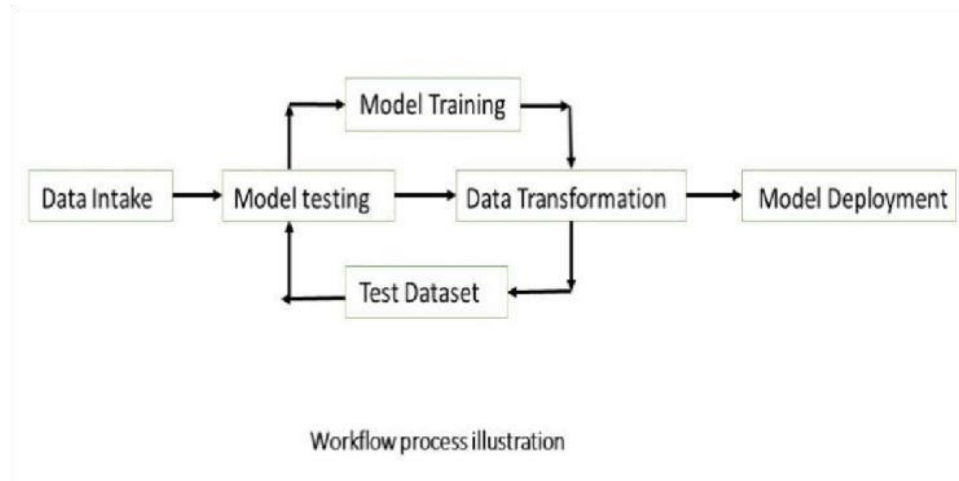 Model Training
Data Intake
Model testing
Data Transformation
Model Deployment
Test Dataset
Workflow process illustration